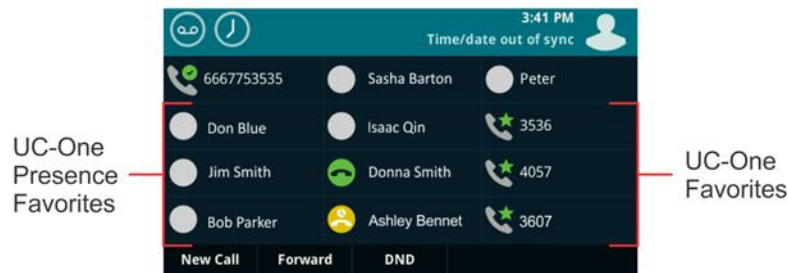 3:41 PM
Time/date out of sync
6667753535 Sasha Barton Peter
Don Blue Isaac Qin 3536
Jim Smith Donna Smith 4057
Bob Parker Ashley Bennet 3607
New Call Forward DND
UC-One
Presence
Favorites
UC-One
Favorites